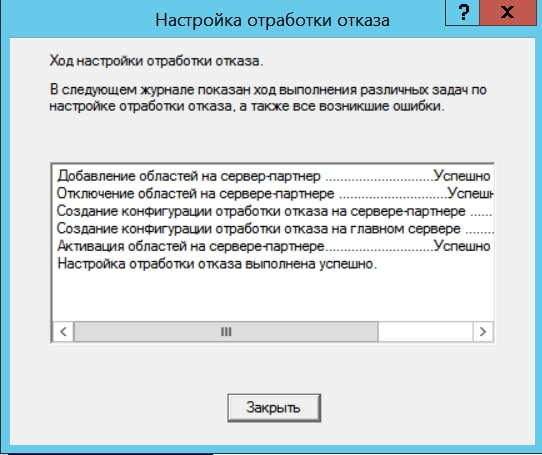 Настройка отработки отказа
? x
Ход настройки отработки отказа.
В следующем журнале показан ход выполнения различных задач по
настройке отработки отказа, а также все возникшие ошибки.
Добавление областей на сервер-партнер ............................Успешно
Отключение областей на сервере-партнере ............................Успешн
Создание конфигурации отработки отказа на сервере-партнере ......
Создание конфигурации отработки отказа на главном сервере ........
Активация областей на сервере-партнере............................Успешно
Настройка отработки отказа выполнена успешно.
Закрыть